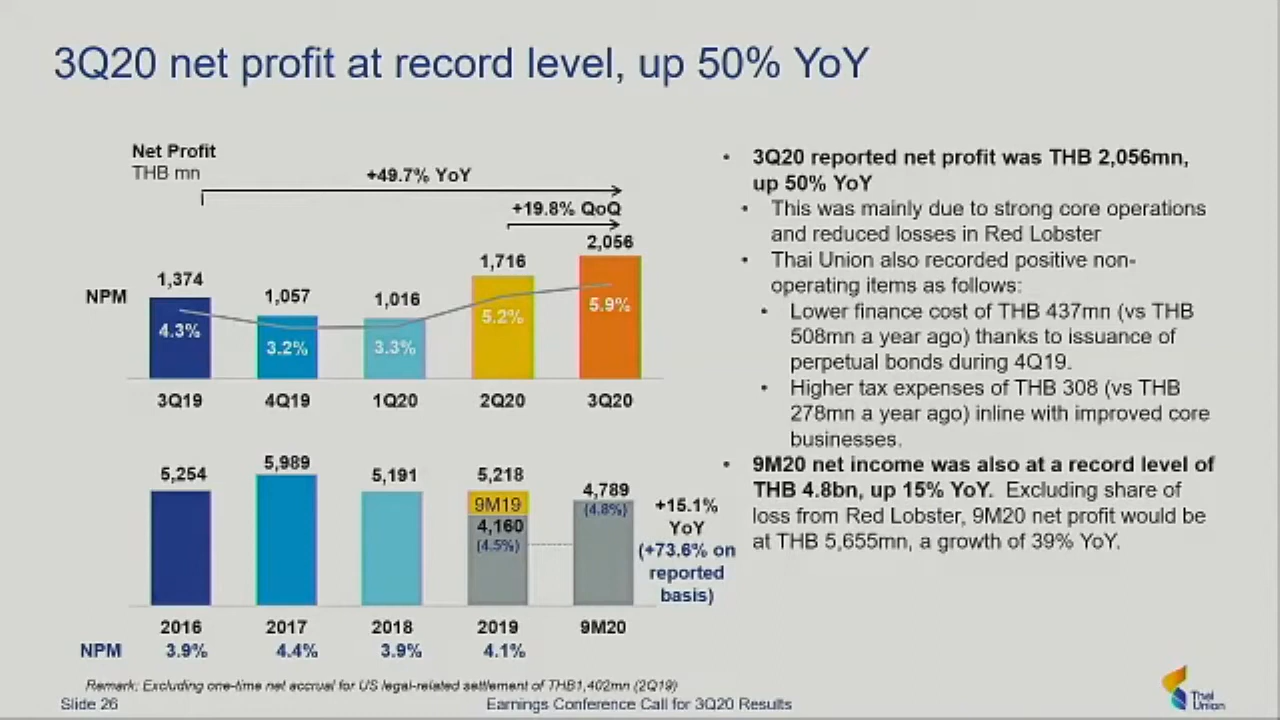 3Q20 net profit at record level, up 50% YoY
Net Profit
THB mn
+49.7% YoY
+19.8% QoQ
2,056
1,716
1,374
1,057
1,016
NPM
4.3%
3.2%
3.3%
5.2%
5.9%
3Q19
4Q19
1Q20
2Q20
3Q20
5,254
5,989
5,191
5,218
4,789
9M19
4,160
(4.5%)
(4.8%)
+15.1%
YoY
(+73.6% on
reported
basis)
2016
2017
2018
2019
9M20
NPM
3.9%
4.4%
3.9%
4.1%
• 3Q20 reported net profit was THB 2,056mn,
up 50% YoY
• This was mainly due to strong core operations
and reduced losses in Red Lobster
• Thai Union also recorded positive non-
operating items as follows:
• Lower finance cost of THB 437mn (vs THB
508mn a year ago) thanks to issuance of
perpetual bonds during 4Q19.
• Higher tax expenses of THB 308 (vs THB
278mn a year ago) inline with improved core
businesses.
• 9M20 net income was also at a record level of
THB 4.8bn, up 15% YoY. Excluding share of
loss from Red Lobster, 9M20 net profit would be
at THB 5,655mn, a growth of 39% YoY.
Remark: Excluding one-time net accrual for US legal-related settlement of THB1,402mn (2Q19)
Slide 26
Earnings Conference Call for 3Q20 Results
Thai
Union